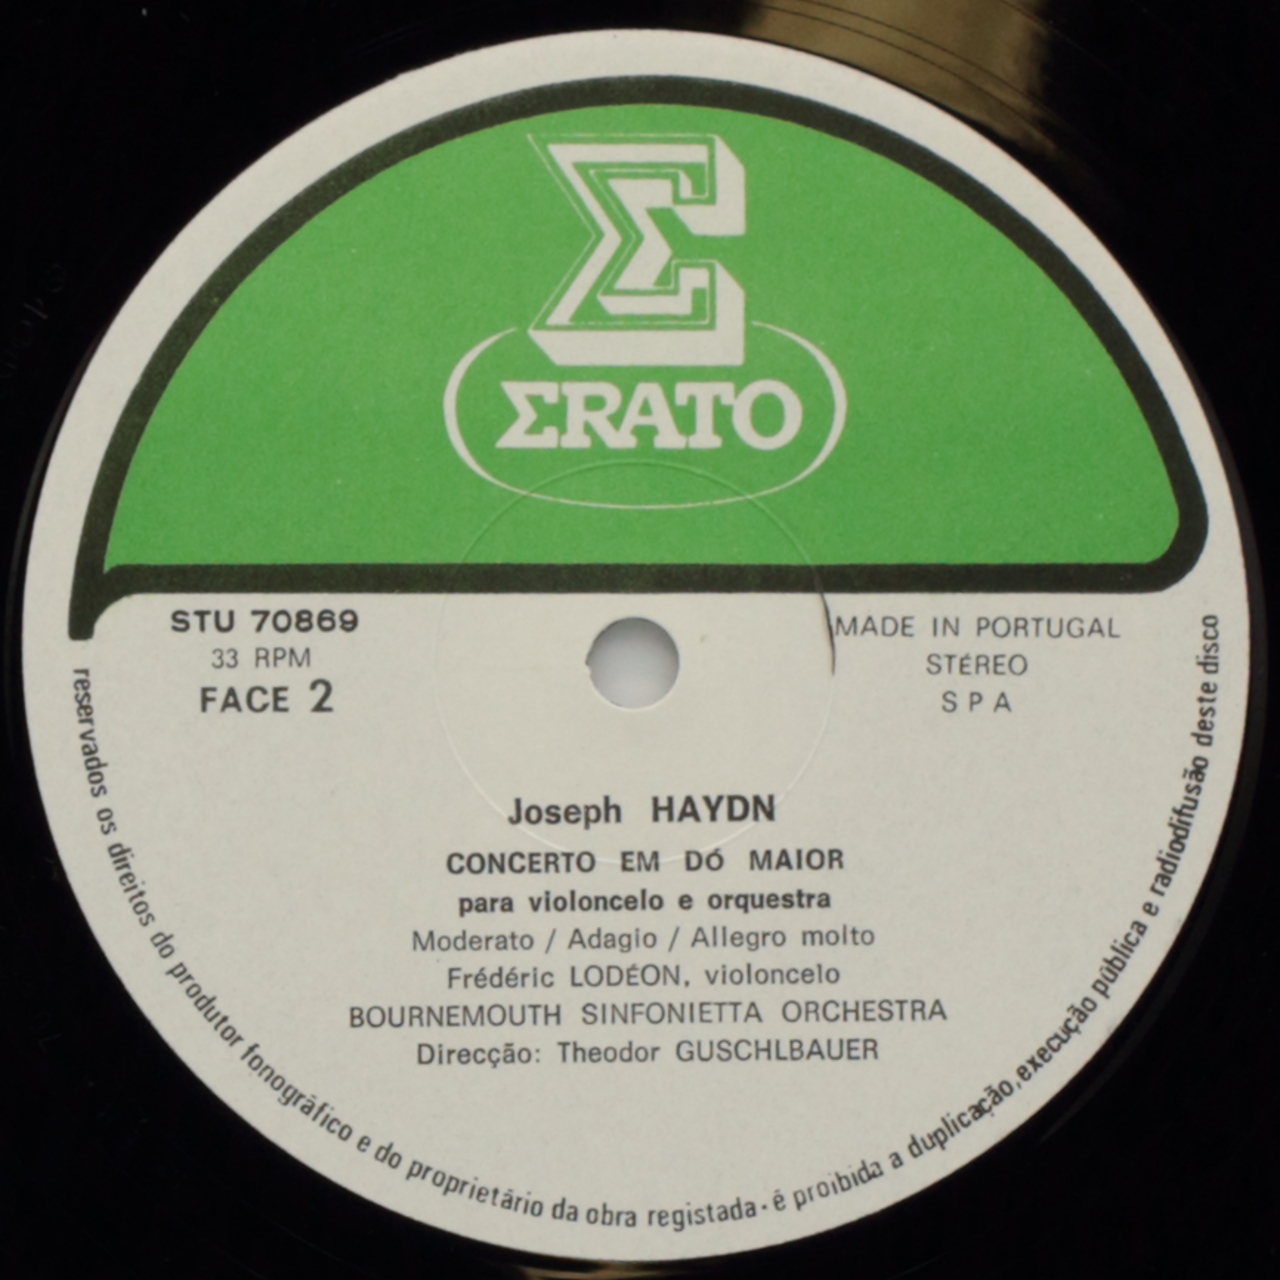 Σ
ΣRATO
STU 70869
33 RPM
FACE 2
MADE IN PORTUGAL
STÉREO
S P A
Joseph HAYDN
CONCERTO EM DÓ MAIOR
para violoncelo e orquestra
Moderato / Adagio / Allegro molto
Frédéric LODÉON, violoncelo
BOURNEMOUTH SINFONIETTA ORCHESTRA
Direcção: Theodor GUSCHLBAUER
reservados os direitos do produtor fonográfico e do proprietário da obra registada · é proibida a duplicação, execução pública e radiodifusão deste disco